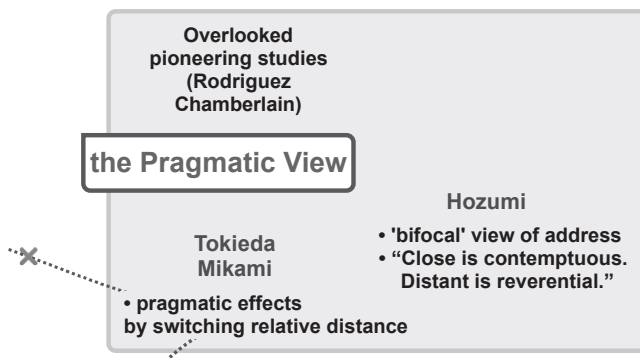 Overlooked
pioneering studies
(Rodriguez
Chamberlain)
the Pragmatic View
Hozumi
• 'bifocal' view of address
• “Close is contemptuous.
Distant is reverential.”
Tokieda
Mikami
• pragmatic effects
by switching relative distance